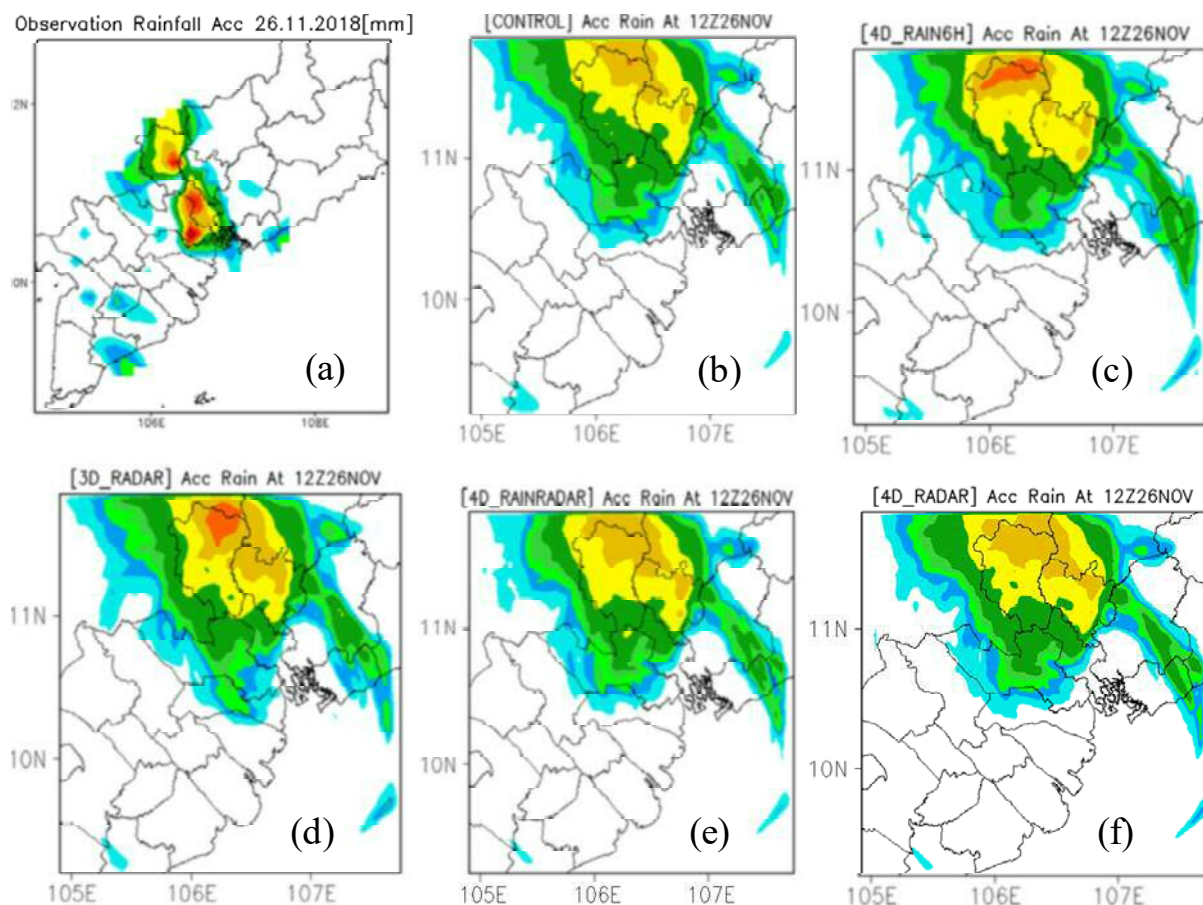 Observation Rainfall Acc 26.11.2018[mm]
2N
0N
106E 108E
(a)
[CONTROL] Acc Rain At 12Z26NOV
11N
10N
105E 106E 107E
(b)
[4D_RAIN6H] Acc Rain At 12Z26NOV
11N
10N
105E 106E 107E
(c)
[3D_RADAR] Acc Rain At 12Z26NOV
11N
10N
105E 106E 107E
(d)
[4D_RAINRADAR] Acc Rain At 12Z26NOV
11N
10N
105E 106E 107E
(e)
[4D_RADAR] Acc Rain At 12Z26NOV
11N
10N
105E 106E 107E
(f)